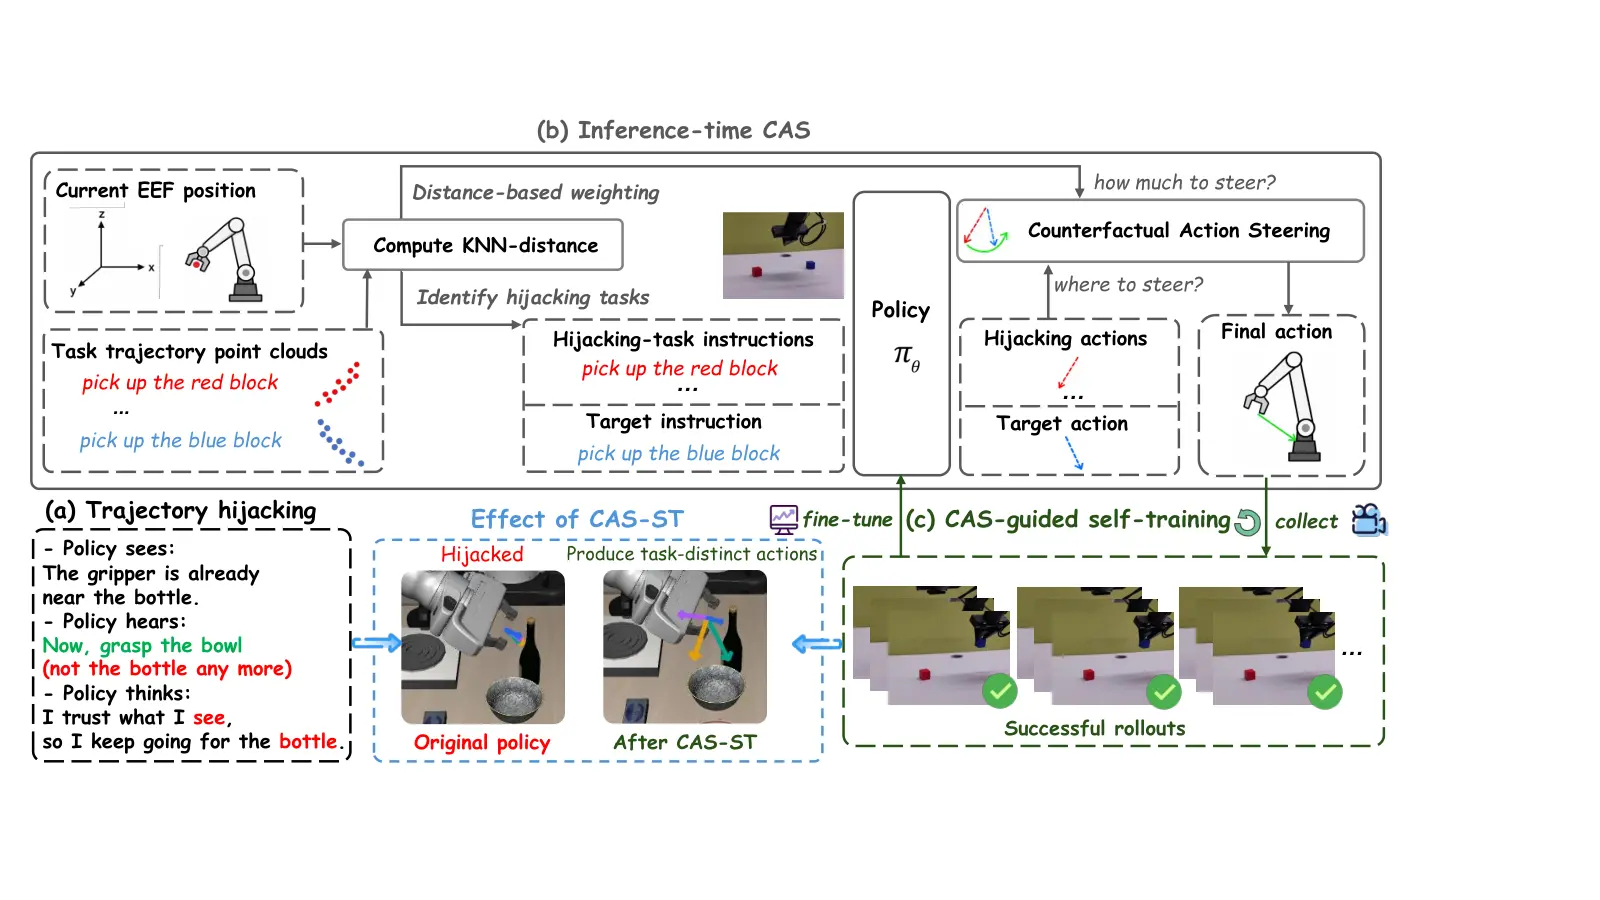 (b) Inference-time CAS
Current EEF position
z
x
y
Compute KNN-distance
Distance-based weighting
Identify hijacking tasks
Task trajectory point clouds
pick up the red block
...
pick up the blue block
Hijacking-task instructions
pick up the red block
...
Target instruction
pick up the blue block
Policy
πθ
how much to steer?
Counterfactual Action Steering
where to steer?
Hijacking actions
...
Target action
Final action
(a) Trajectory hijacking
- Policy sees:
The gripper is already
near the bottle.
- Policy hears:
Now, grasp the bowl
(not the bottle any more)
- Policy thinks:
I trust what I see,
so I keep going for the bottle.
Effect of CAS-ST
Hijacked
Produce task-distinct actions
Original policy
After CAS-ST
fine-tune
(c) CAS-guided self-training
collect
...
Successful rollouts